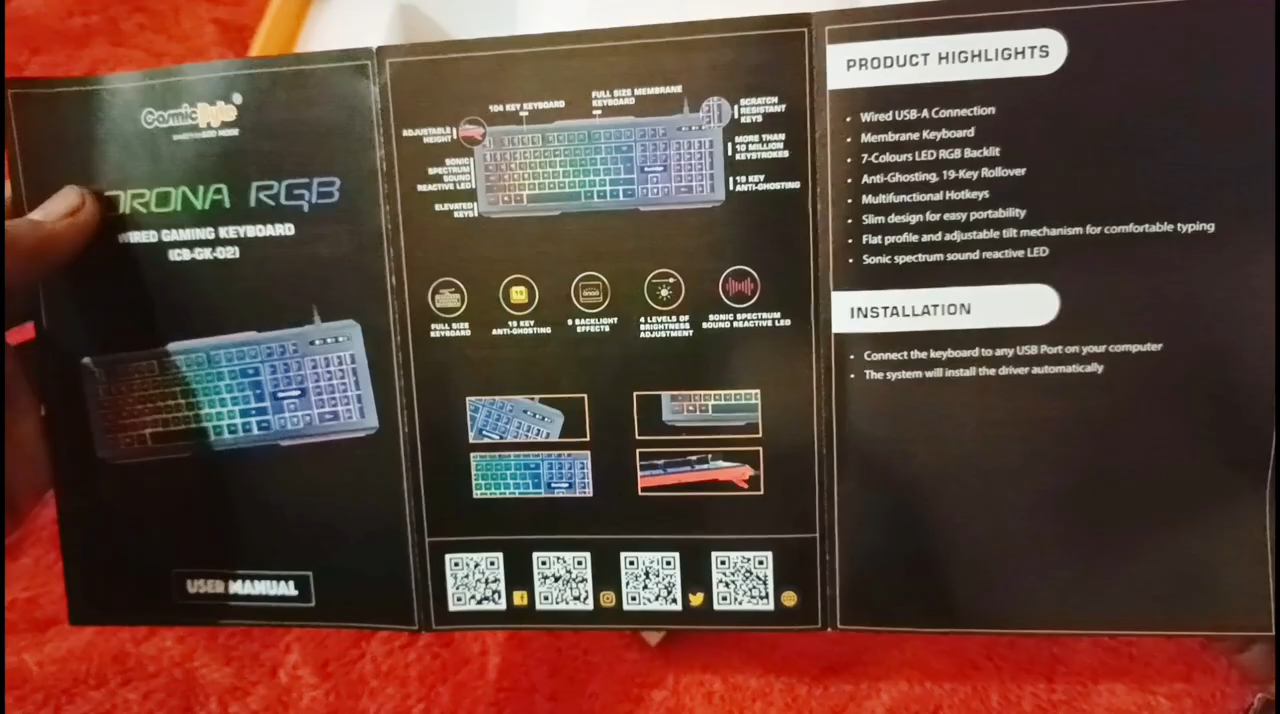 Cosmic Byte®
ORONA RGB
WIRED GAMING KEYBOARD
(CB-GK-02)
USER MANUAL
104 KEY KEYBOARD
FULL SIZE MEMBRANE
KEYBOARD
SCRATCH
RESISTANT
KEYS
ADJUSTABLE
HEIGHT
MORE THAN
10 MILLION
KEYSTROKES
SONIC
SPECTRUM
SOUND
REACTIVE LED
19 KEY
ANTI-GHOSTING
ELEVATED
KEYS
FULL SIZE
KEYBOARD
19
19 KEY
ANTI-GHOSTING
9 BACKLIGHT
EFFECTS
4 LEVELS OF
BRIGHTNESS
ADJUSTMENT
SONIC SPECTRUM
SOUND REACTIVE LED
PRODUCT HIGHLIGHTS
• Wired USB-A Connection
• Membrane Keyboard
• 7-Colours LED RGB Backlit
• Anti-Ghosting, 19-Key Rollover
• Multifunctional Hotkeys
• Slim design for easy portability
• Flat profile and adjustable tilt mechanism for comfortable typing
• Sonic spectrum sound reactive LED
INSTALLATION
• Connect the keyboard to any USB Port on your computer
• The system will install the driver automatically